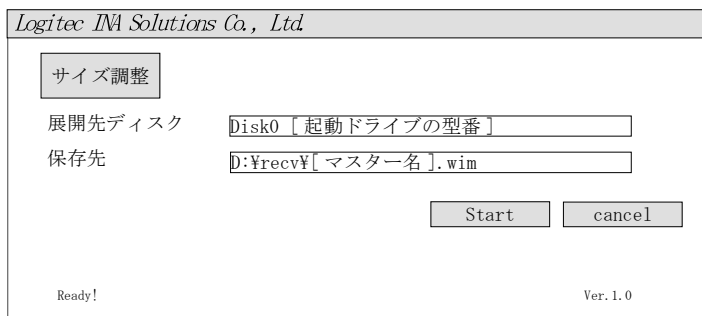 Logitec INA Solutions Co., Ltd.
サイズ調整
展開先ディスク Disk0 [ 起動ドライブの型番 ]
保存先 D:¥recv¥[ マスター名 ].wim
Start cancel
Ready! Ver.1.0